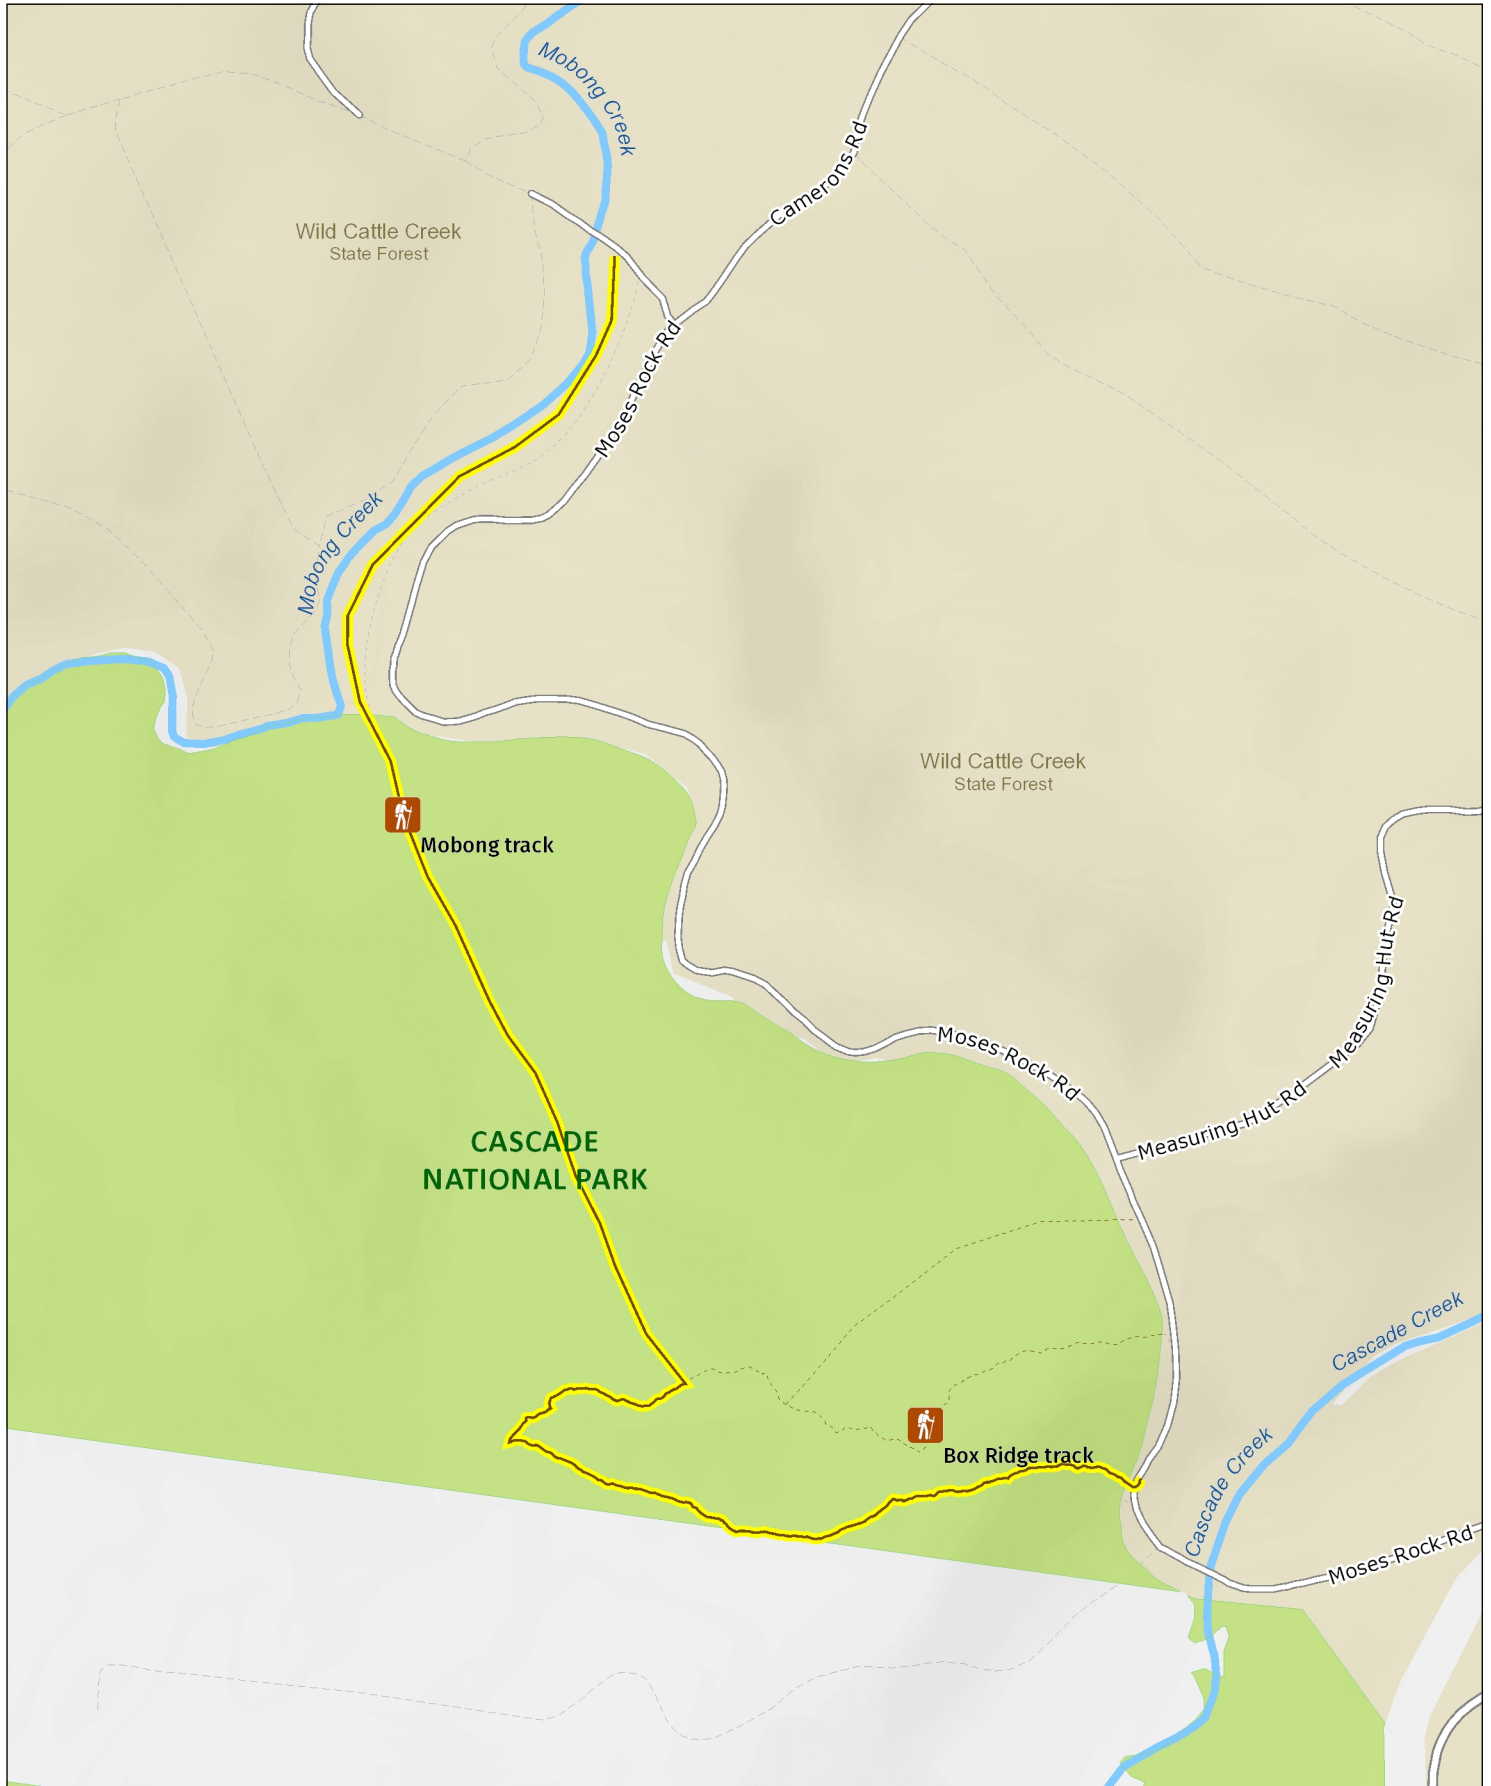 Mobong Creek
Camerons-Rd
Wild Cattle Creek
State Forest
Moses-Rock-Rd
Mobong Creek
Wild Cattle Creek
State Forest
Mobong track
Measuring-Hut-Rd
Moses-Rock-Rd
Measuring-Hut-Rd
CASCADE
NATIONAL PARK
Cascade Creek
Box Ridge track
Cascade Creek
Moses-Rock-Rd